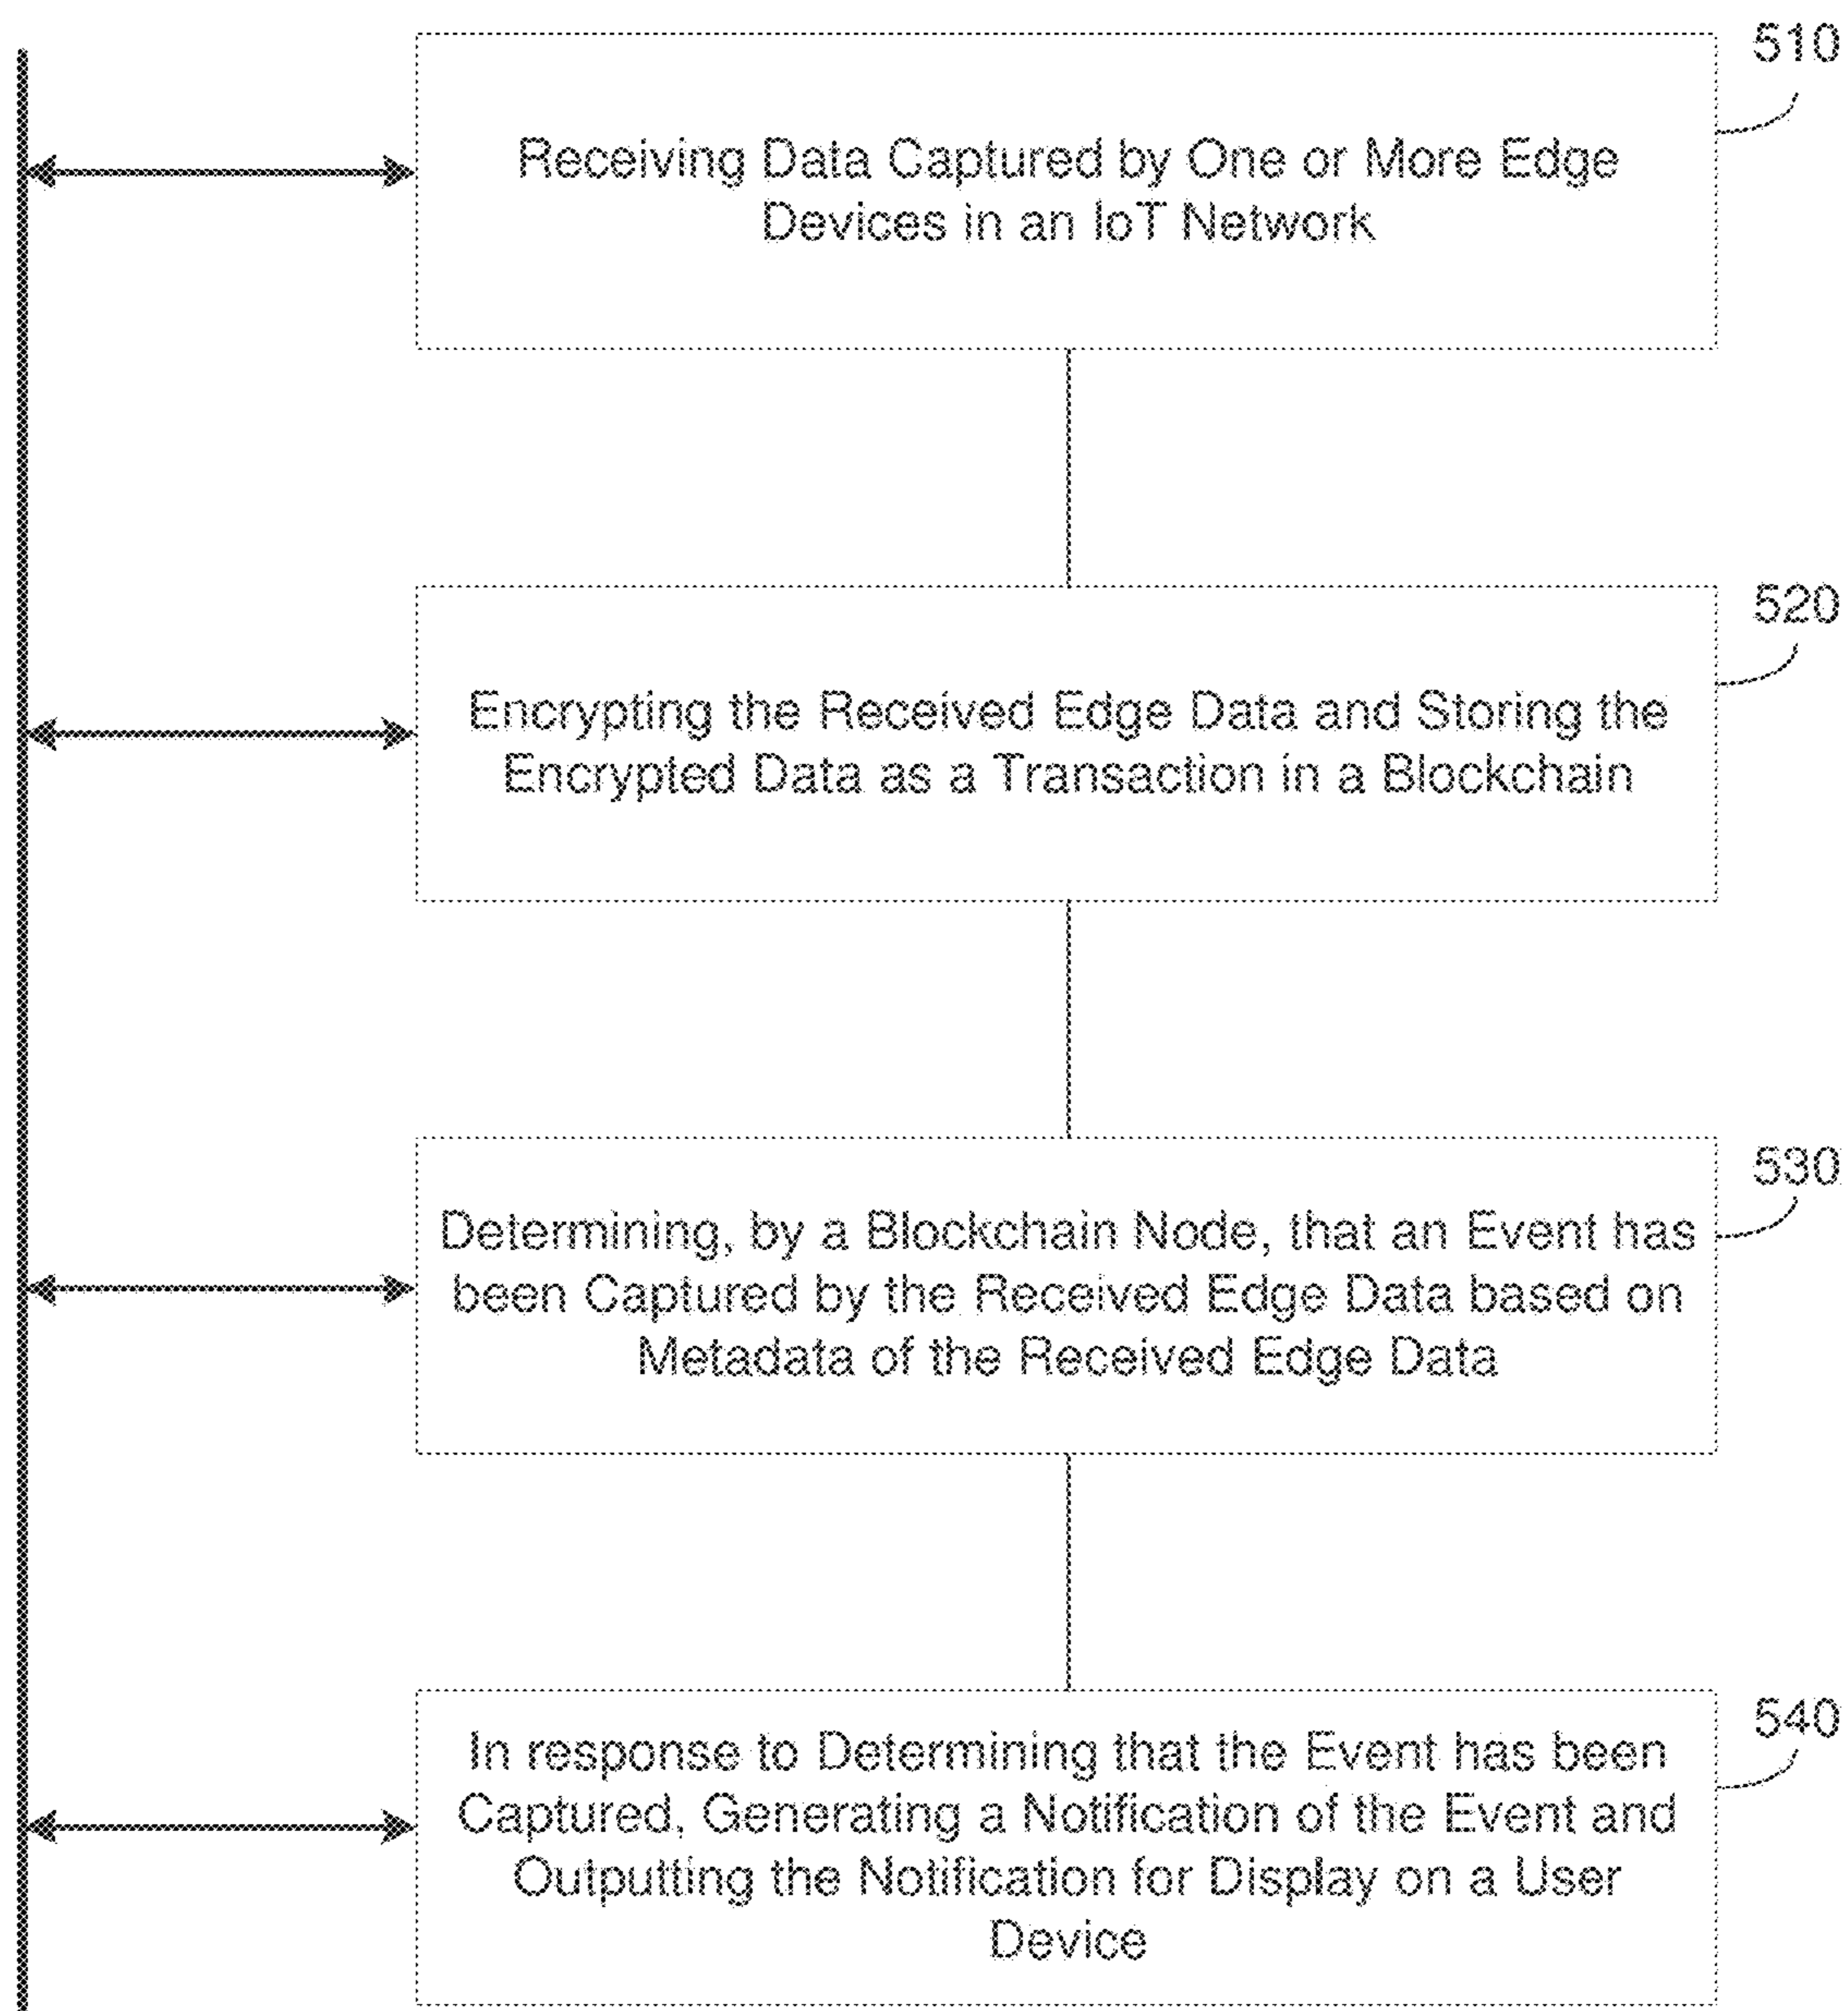 510
Receiving Data Captured by One or More Edge
Devices in an IoT Network
520
Encrypting the Received Edge Data and Storing the
Encrypted Data as a Transaction in a Blockchain
530
Determining, by a Blockchain Node, that an Event has
been Captured by the Received Edge Data based on
Metadata of the Received Edge Data
540
In response to Determining that the Event has been
Captured, Generating a Notification of the Event and
Outputting the Notification for Display on a User
Device